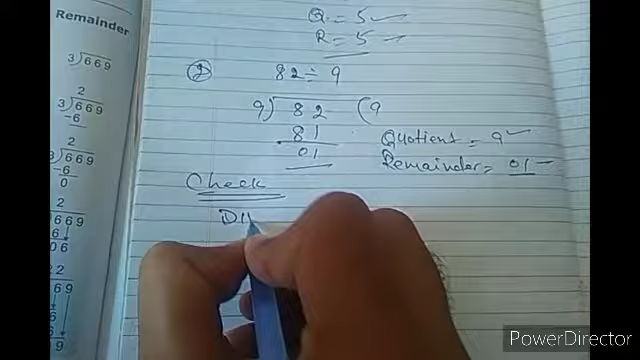 Remainder
3)669
2
3)669
-6
2
3)669
-6
0
2
669
6
06
22
69
6
9
Q = 5
R = 5
2 82 ÷ 9
9) 82 (9
81
01
Quotient = 9
Remainder = 01
Check
DI
PowerDirector